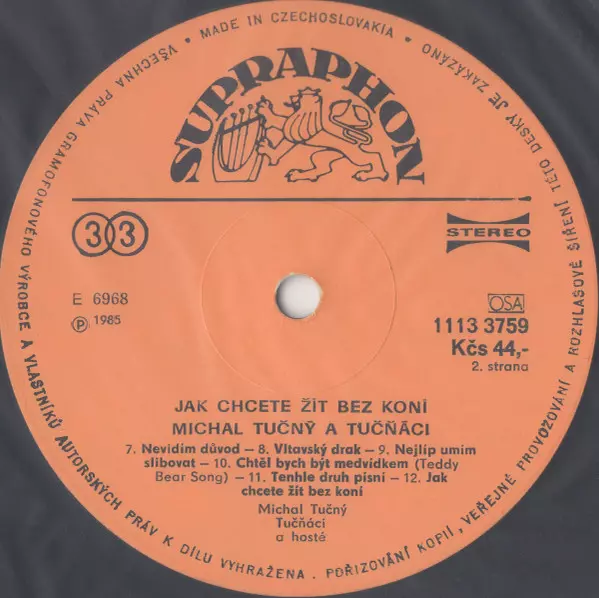 VŠECHNA PRÁVA GRAMOFONOVÉHO VÝROBCE A VLASTNÍKŮ AUTORSKÝCH PRÁV K DÍLU VYHRAŽENA. POŘIZOVÁNÍ KOPIÍ, VEŘEJNÉ PROVOZOVÁNÍ A ROZHLASOVÉ ŠÍŘENÍ TÉTO DESKY JE ZAKÁZÁNO • MADE IN CZECHOSLOVAKIA •
SUPRAPHON
33
STEREO
E 6968
℗ 1985
OSA
1113 3759
Kčs 44,-
2. strana
JAK CHCETE ŽÍT BEZ KONÍ
MICHAL TUČNÝ A TUČŇÁCI
7. Nevidím důvod – 8. Vltavský drak – 9. Nejlíp umím
slibovat – 10. Chtěl bych být medvídkem (Teddy
Bear Song) – 11. Tenhle druh písní – 12. Jak
chcete žít bez koní
Michal Tučný
Tučňáci
a hosté